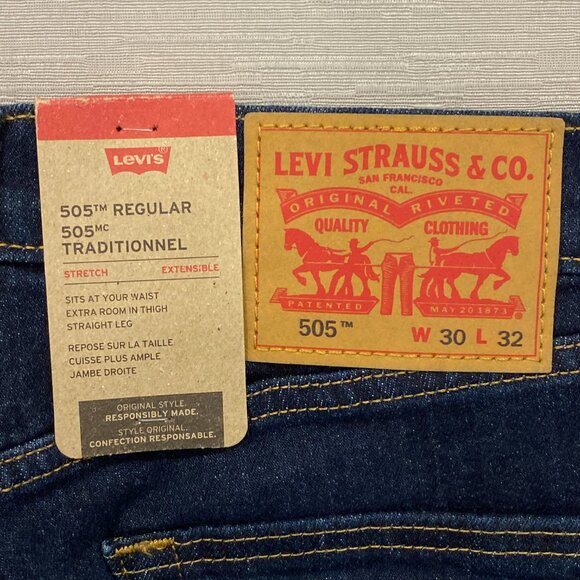 Levi's®
505™ REGULAR
505MC
TRADITIONNEL
STRETCH EXTENSIBLE
SITS AT YOUR WAIST
EXTRA ROOM IN THIGH
STRAIGHT LEG
REPOSE SUR LA TAILLE
CUISSE PLUS AMPLE
JAMBE DROITE
ORIGINAL STYLE.
RESPONSIBLY MADE.
STYLE ORIGINAL.
CONFECTION RESPONSABLE.
LEVI STRAUSS & CO.
SAN FRANCISCO
CAL.
ORIGINAL RIVETED
QUALITY CLOTHING
PATENTED MAY 20 1873
505™ W 30 L 32